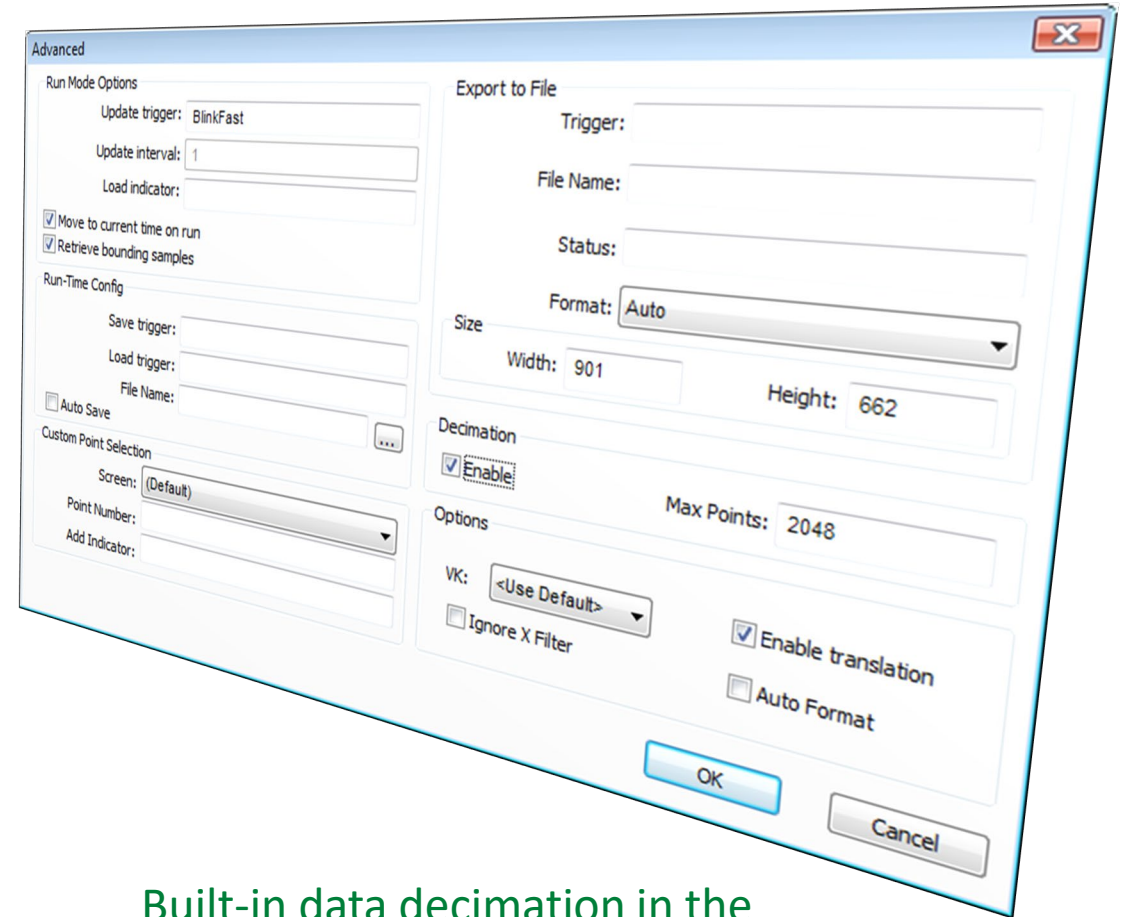 Advanced
Run Mode Options
Update trigger: BlinkFast
Update interval: 1
Load indicator:
Move to current time on run
Retrieve bounding samples
Run-Time Config
Save trigger:
Load trigger:
File Name:
Auto Save
...
Custom Point Selection
Screen: (Default)
Point Number:
Add Indicator:
Export to File
Trigger:
File Name:
Status:
Format: Auto
Size
Width: 901 Height: 662
Decimation
Enable Max Points: 2048
Options
VK: <Use Default> Enable translation
Ignore X Filter Auto Format
OK Cancel
Built-in data decimation in the